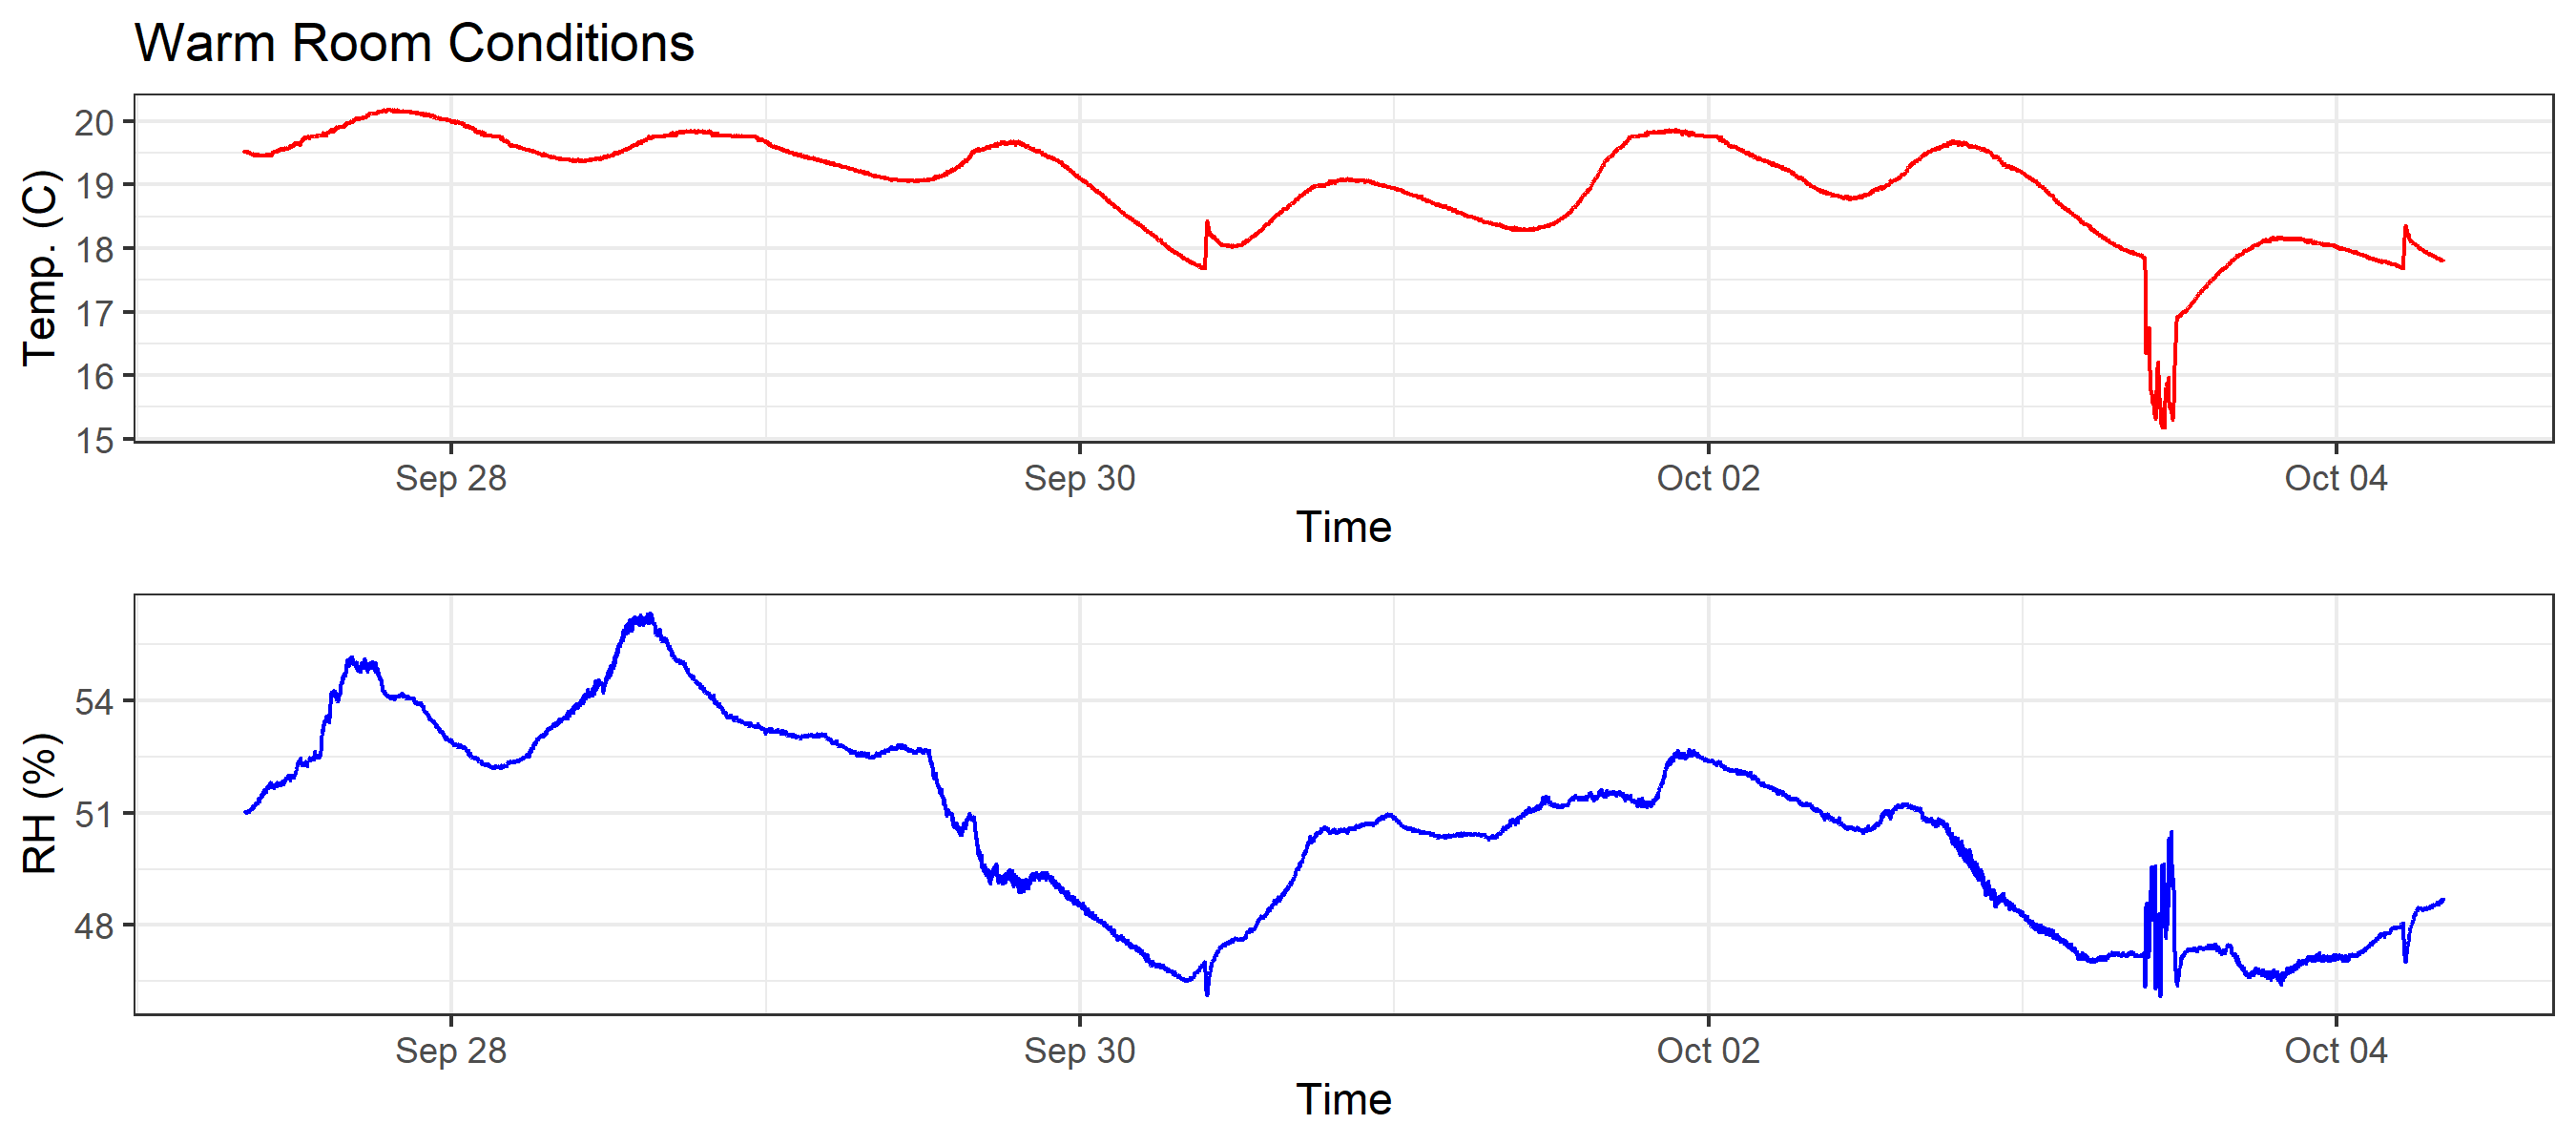 Warm Room Conditions
Temp. (C)
20
19
18
17
16
15
Sep 28 Sep 30 Oct 02 Oct 04
Time
RH (%)
54
51
48
Sep 28 Sep 30 Oct 02 Oct 04
Time